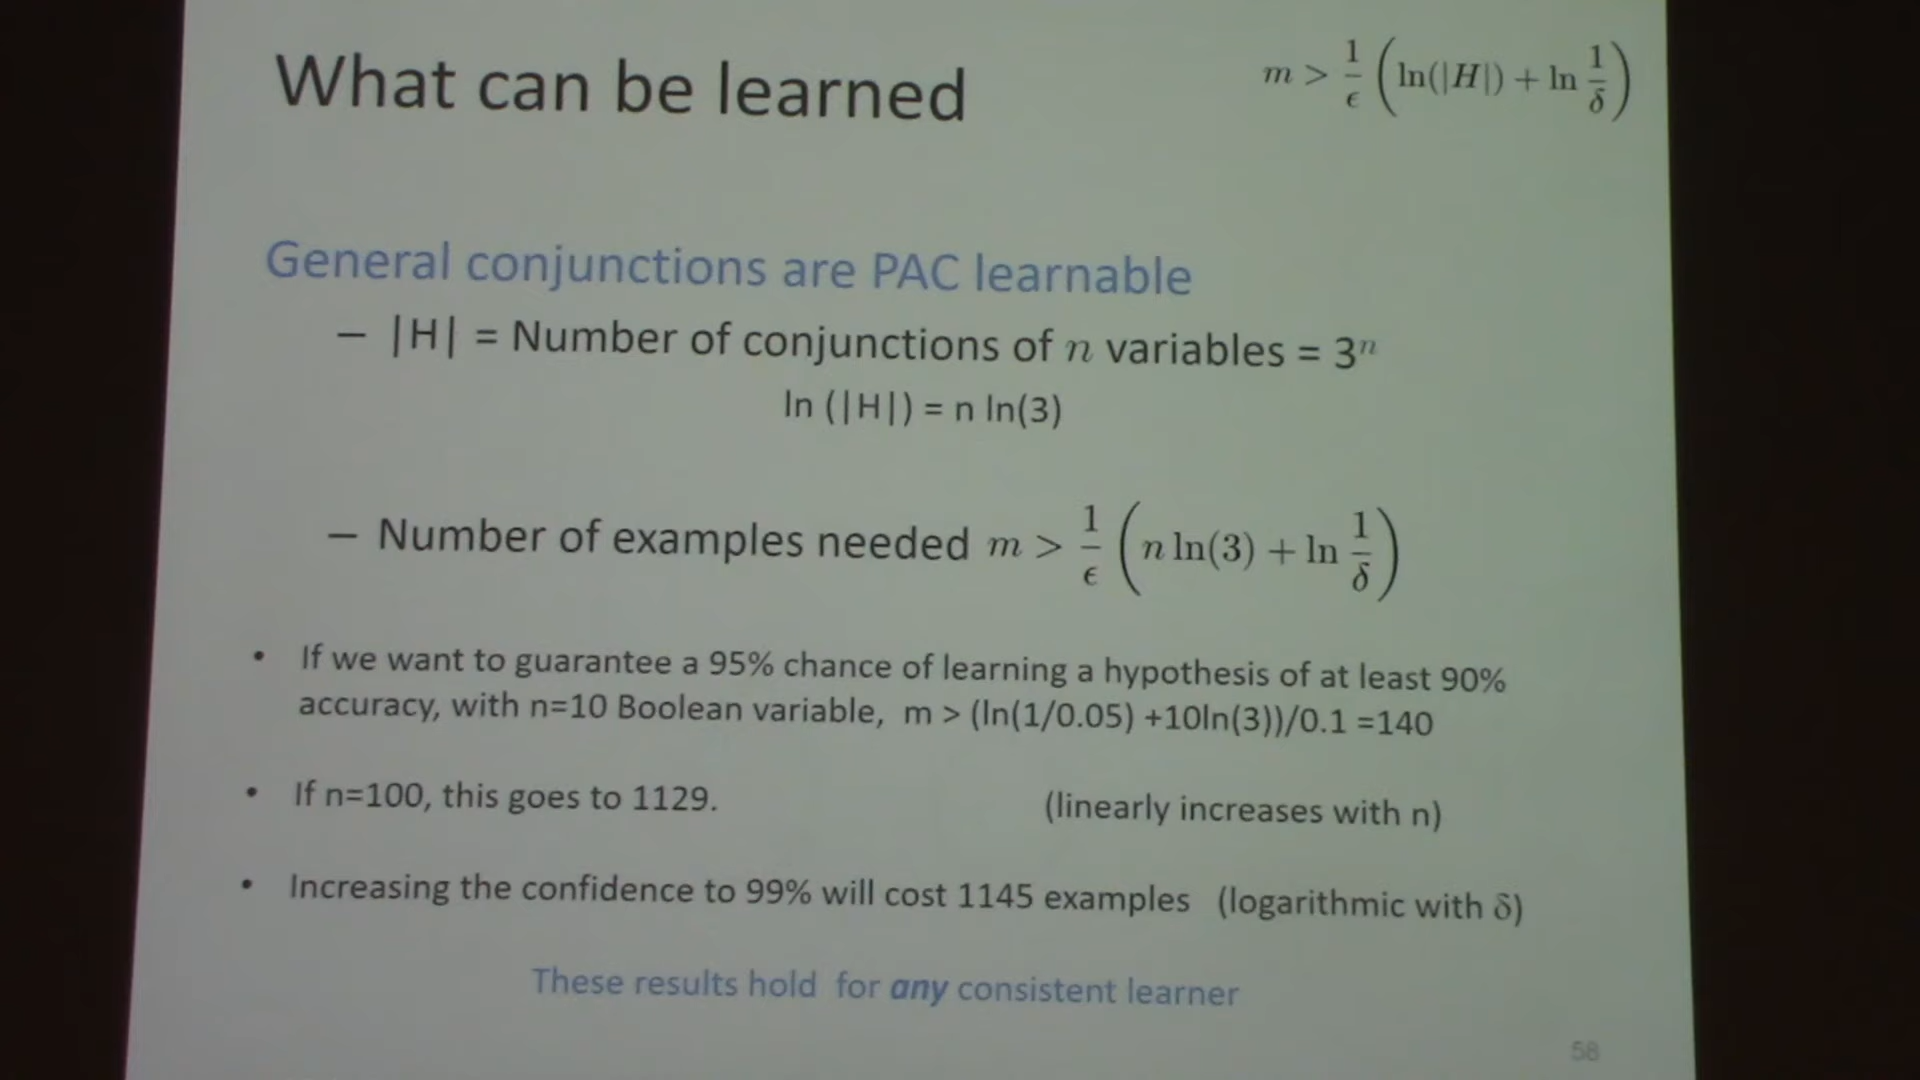 What can be learned
m > 1/ϵ (ln(|H|) + ln 1/δ)
General conjunctions are PAC learnable
– |H| = Number of conjunctions of n variables = 3ⁿ
ln (|H|) = n ln(3)
– Number of examples needed m > 1/ϵ (n ln(3) + ln 1/δ)
• If we want to guarantee a 95% chance of learning a hypothesis of at least 90%
accuracy, with n=10 Boolean variable, m > (ln(1/0.05) +10ln(3))/0.1 =140
• If n=100, this goes to 1129. (linearly increases with n)
• Increasing the confidence to 99% will cost 1145 examples (logarithmic with δ)
These results hold for any consistent learner
58